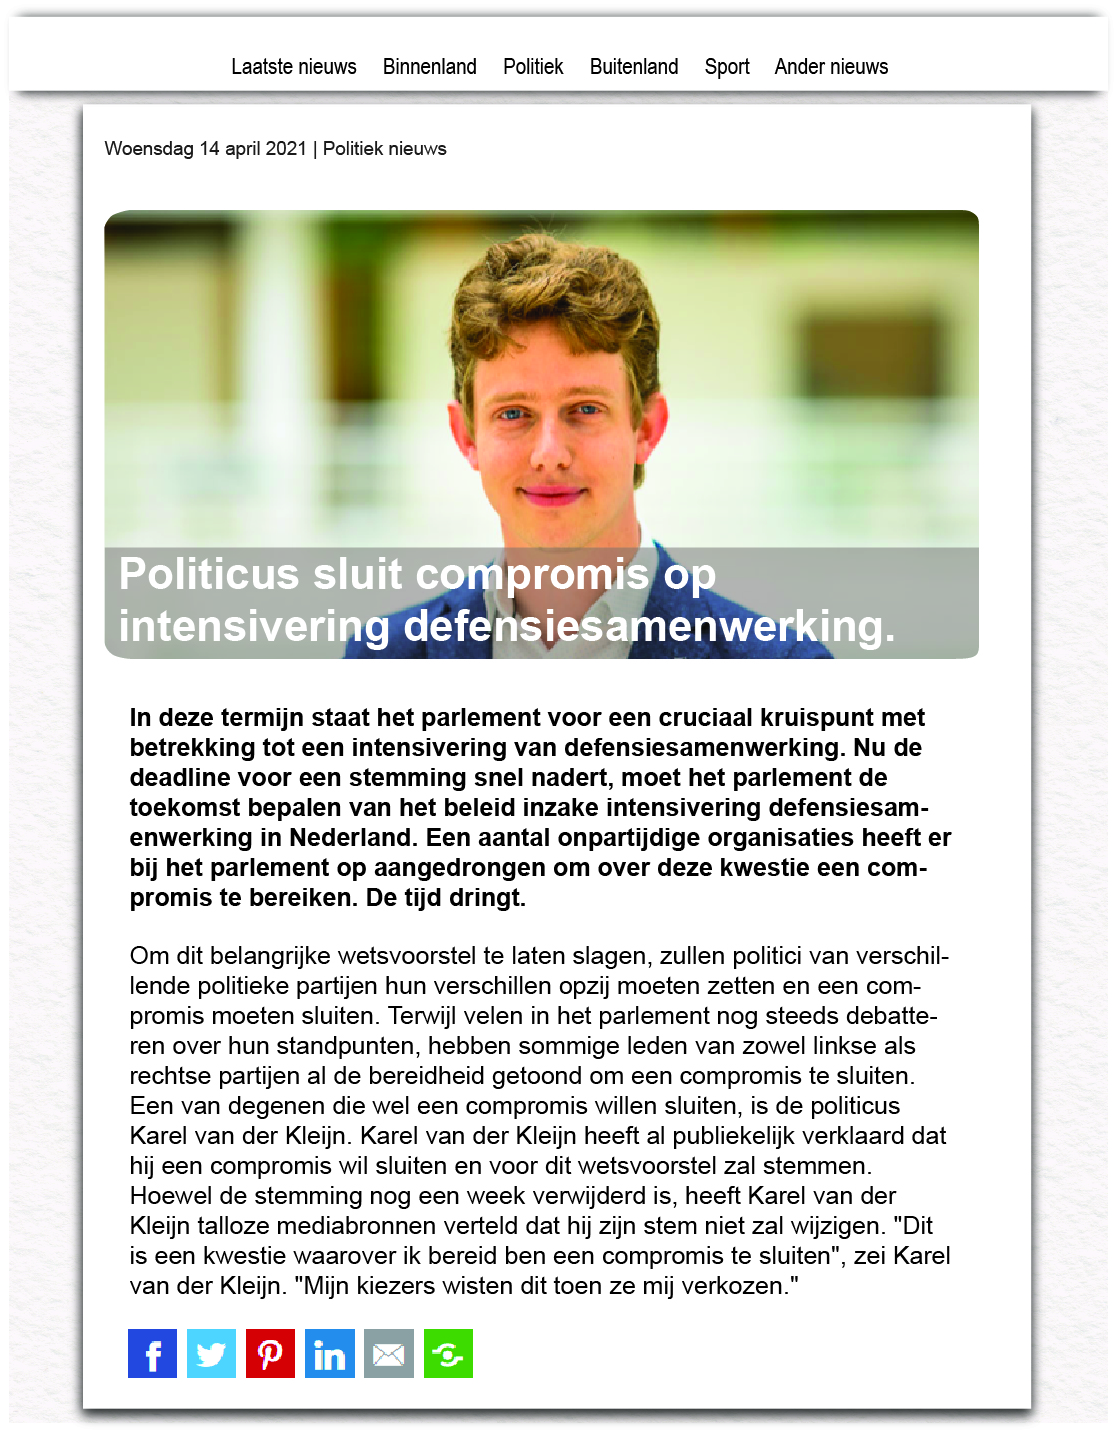 Laatste nieuws Binnenland Politiek Buitenland Sport Ander nieuws
Woensdag 14 april 2021 | Politiek nieuws
Politicus sluit compromis op
intensivering defensiesamenwerking.
In deze termijn staat het parlement voor een cruciaal kruispunt met
betrekking tot een intensivering van defensiesamenwerking. Nu de
deadline voor een stemming snel nadert, moet het parlement de
toekomst bepalen van het beleid inzake intensivering defensiesam-
enwerking in Nederland. Een aantal onpartijdige organisaties heeft er
bij het parlement op aangedrongen om over deze kwestie een com-
promis te bereiken. De tijd dringt.
Om dit belangrijke wetsvoorstel te laten slagen, zullen politici van verschil-
lende politieke partijen hun verschillen opzij moeten zetten en een com-
promis moeten sluiten. Terwijl velen in het parlement nog steeds debatte-
ren over hun standpunten, hebben sommige leden van zowel linkse als
rechtse partijen al de bereidheid getoond om een compromis te sluiten.
Een van degenen die wel een compromis willen sluiten, is de politicus
Karel van der Kleijn. Karel van der Kleijn heeft al publiekelijk verklaard dat
hij een compromis wil sluiten en voor dit wetsvoorstel zal stemmen.
Hoewel de stemming nog een week verwijderd is, heeft Karel van der
Kleijn talloze mediabronnen verteld dat hij zijn stem niet zal wijzigen. "Dit
is een kwestie waarover ik bereid ben een compromis te sluiten", zei Karel
van der Kleijn. "Mijn kiezers wisten dit toen ze mij verkozen."